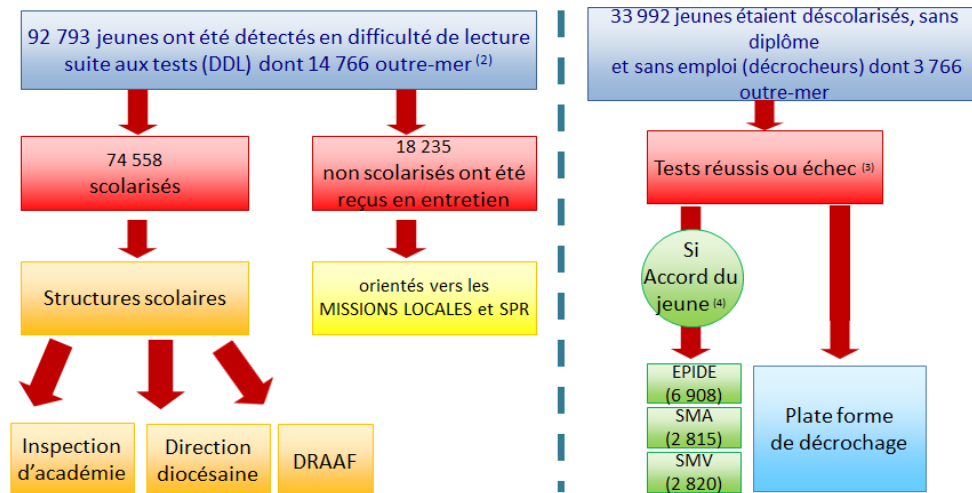 92 793 jeunes ont été détectés en difficulté de lecture
suite aux tests (DDL) dont 14 766 outre-mer (2)
74 558
scolarisés
18 235
non scolarisés ont été
reçus en entretien
Structures scolaires
orientés vers les
MISSIONS LOCALES et SPR
Inspection
d'académie
Direction
diocésaine
DRAAF
33 992 jeunes étaient déscolarisés, sans
diplôme
et sans emploi (décrocheurs) dont 3 766
outre-mer
Tests réussis ou échec (3)
Si
Accord du
jeune (4)
EPIDE
(6 908)
SMA
(2 815)
SMV
(2 820)
Plate forme
de décrochage